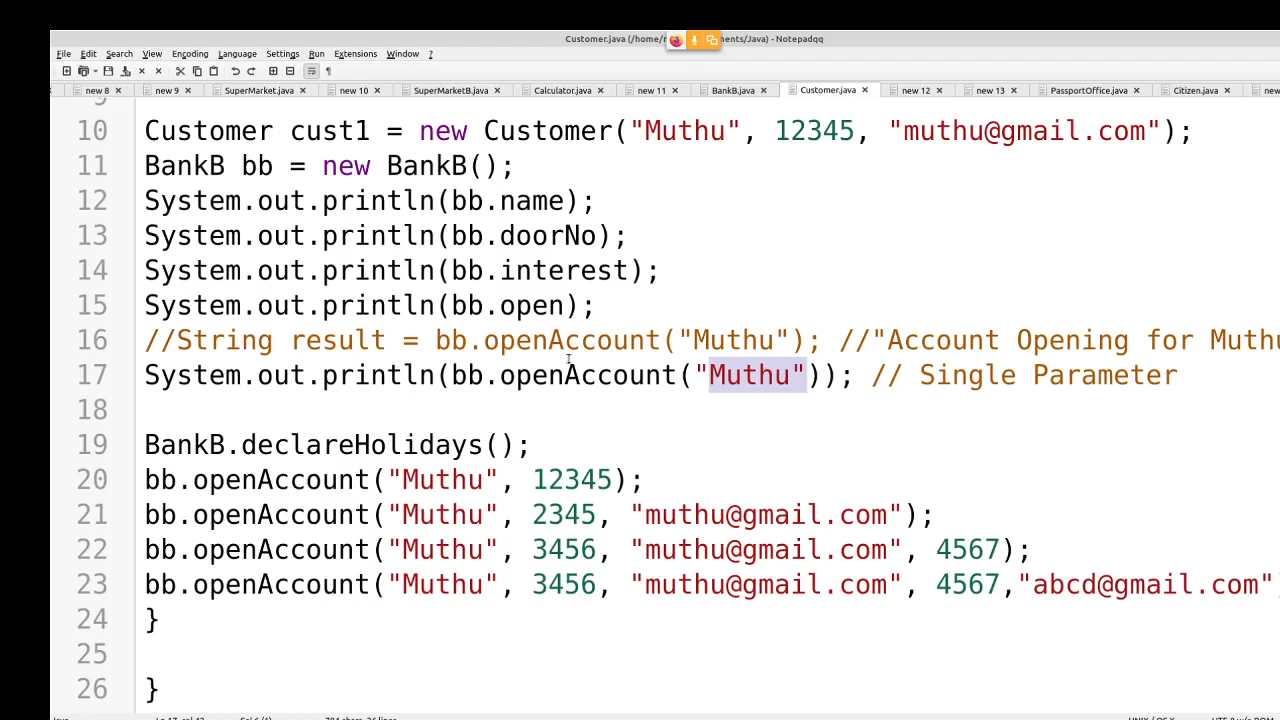 Customer.java (/home/ ments/Java) - Notepadqq
File Edit Search View Encoding Language Settings Run Extensions Window ?
new 8 new 9 SuperMarket.java new 10 SuperMarketB.java Calculator.java new 11 BankB.java Customer.java new 12 new 13 PassportOffice.java Citizen.java new
9
10 Customer cust1 = new Customer("Muthu", 12345, "muthu@gmail.com");
11 BankB bb = new BankB();
12 System.out.println(bb.name);
13 System.out.println(bb.doorNo);
14 System.out.println(bb.interest);
15 System.out.println(bb.open);
16 //String result = bb.openAccount("Muthu"); //"Account Opening for Muthu
17 System.out.println(bb.openAccount("Muthu")); // Single Parameter
18
19 BankB.declareHolidays();
20 bb.openAccount("Muthu", 12345);
21 bb.openAccount("Muthu", 2345, "muthu@gmail.com");
22 bb.openAccount("Muthu", 3456, "muthu@gmail.com", 4567);
23 bb.openAccount("Muthu", 3456, "muthu@gmail.com", 4567,"abcd@gmail.com")
24 }
25
26 }